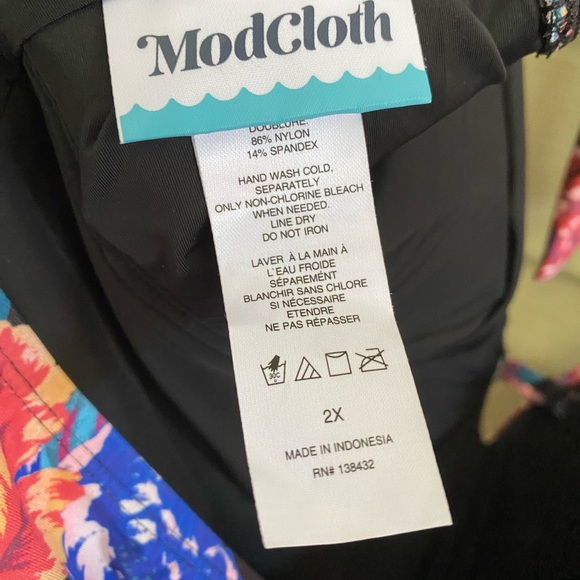 ModCloth
DOUBLURE:
86% NYLON
14% SPANDEX
HAND WASH COLD,
SEPARATELY
ONLY NON-CHLORINE BLEACH
WHEN NEEDED.
LINE DRY
DO NOT IRON
LAVER À LA MAIN À
L'EAU FROIDE
SÉPARÉMENT
BLANCHIR SANS CHLORE
SI NÉCESSAIRE
ETENDRE
NE PAS RÉPASSER
30C
2X
MADE IN INDONESIA
RN# 138432